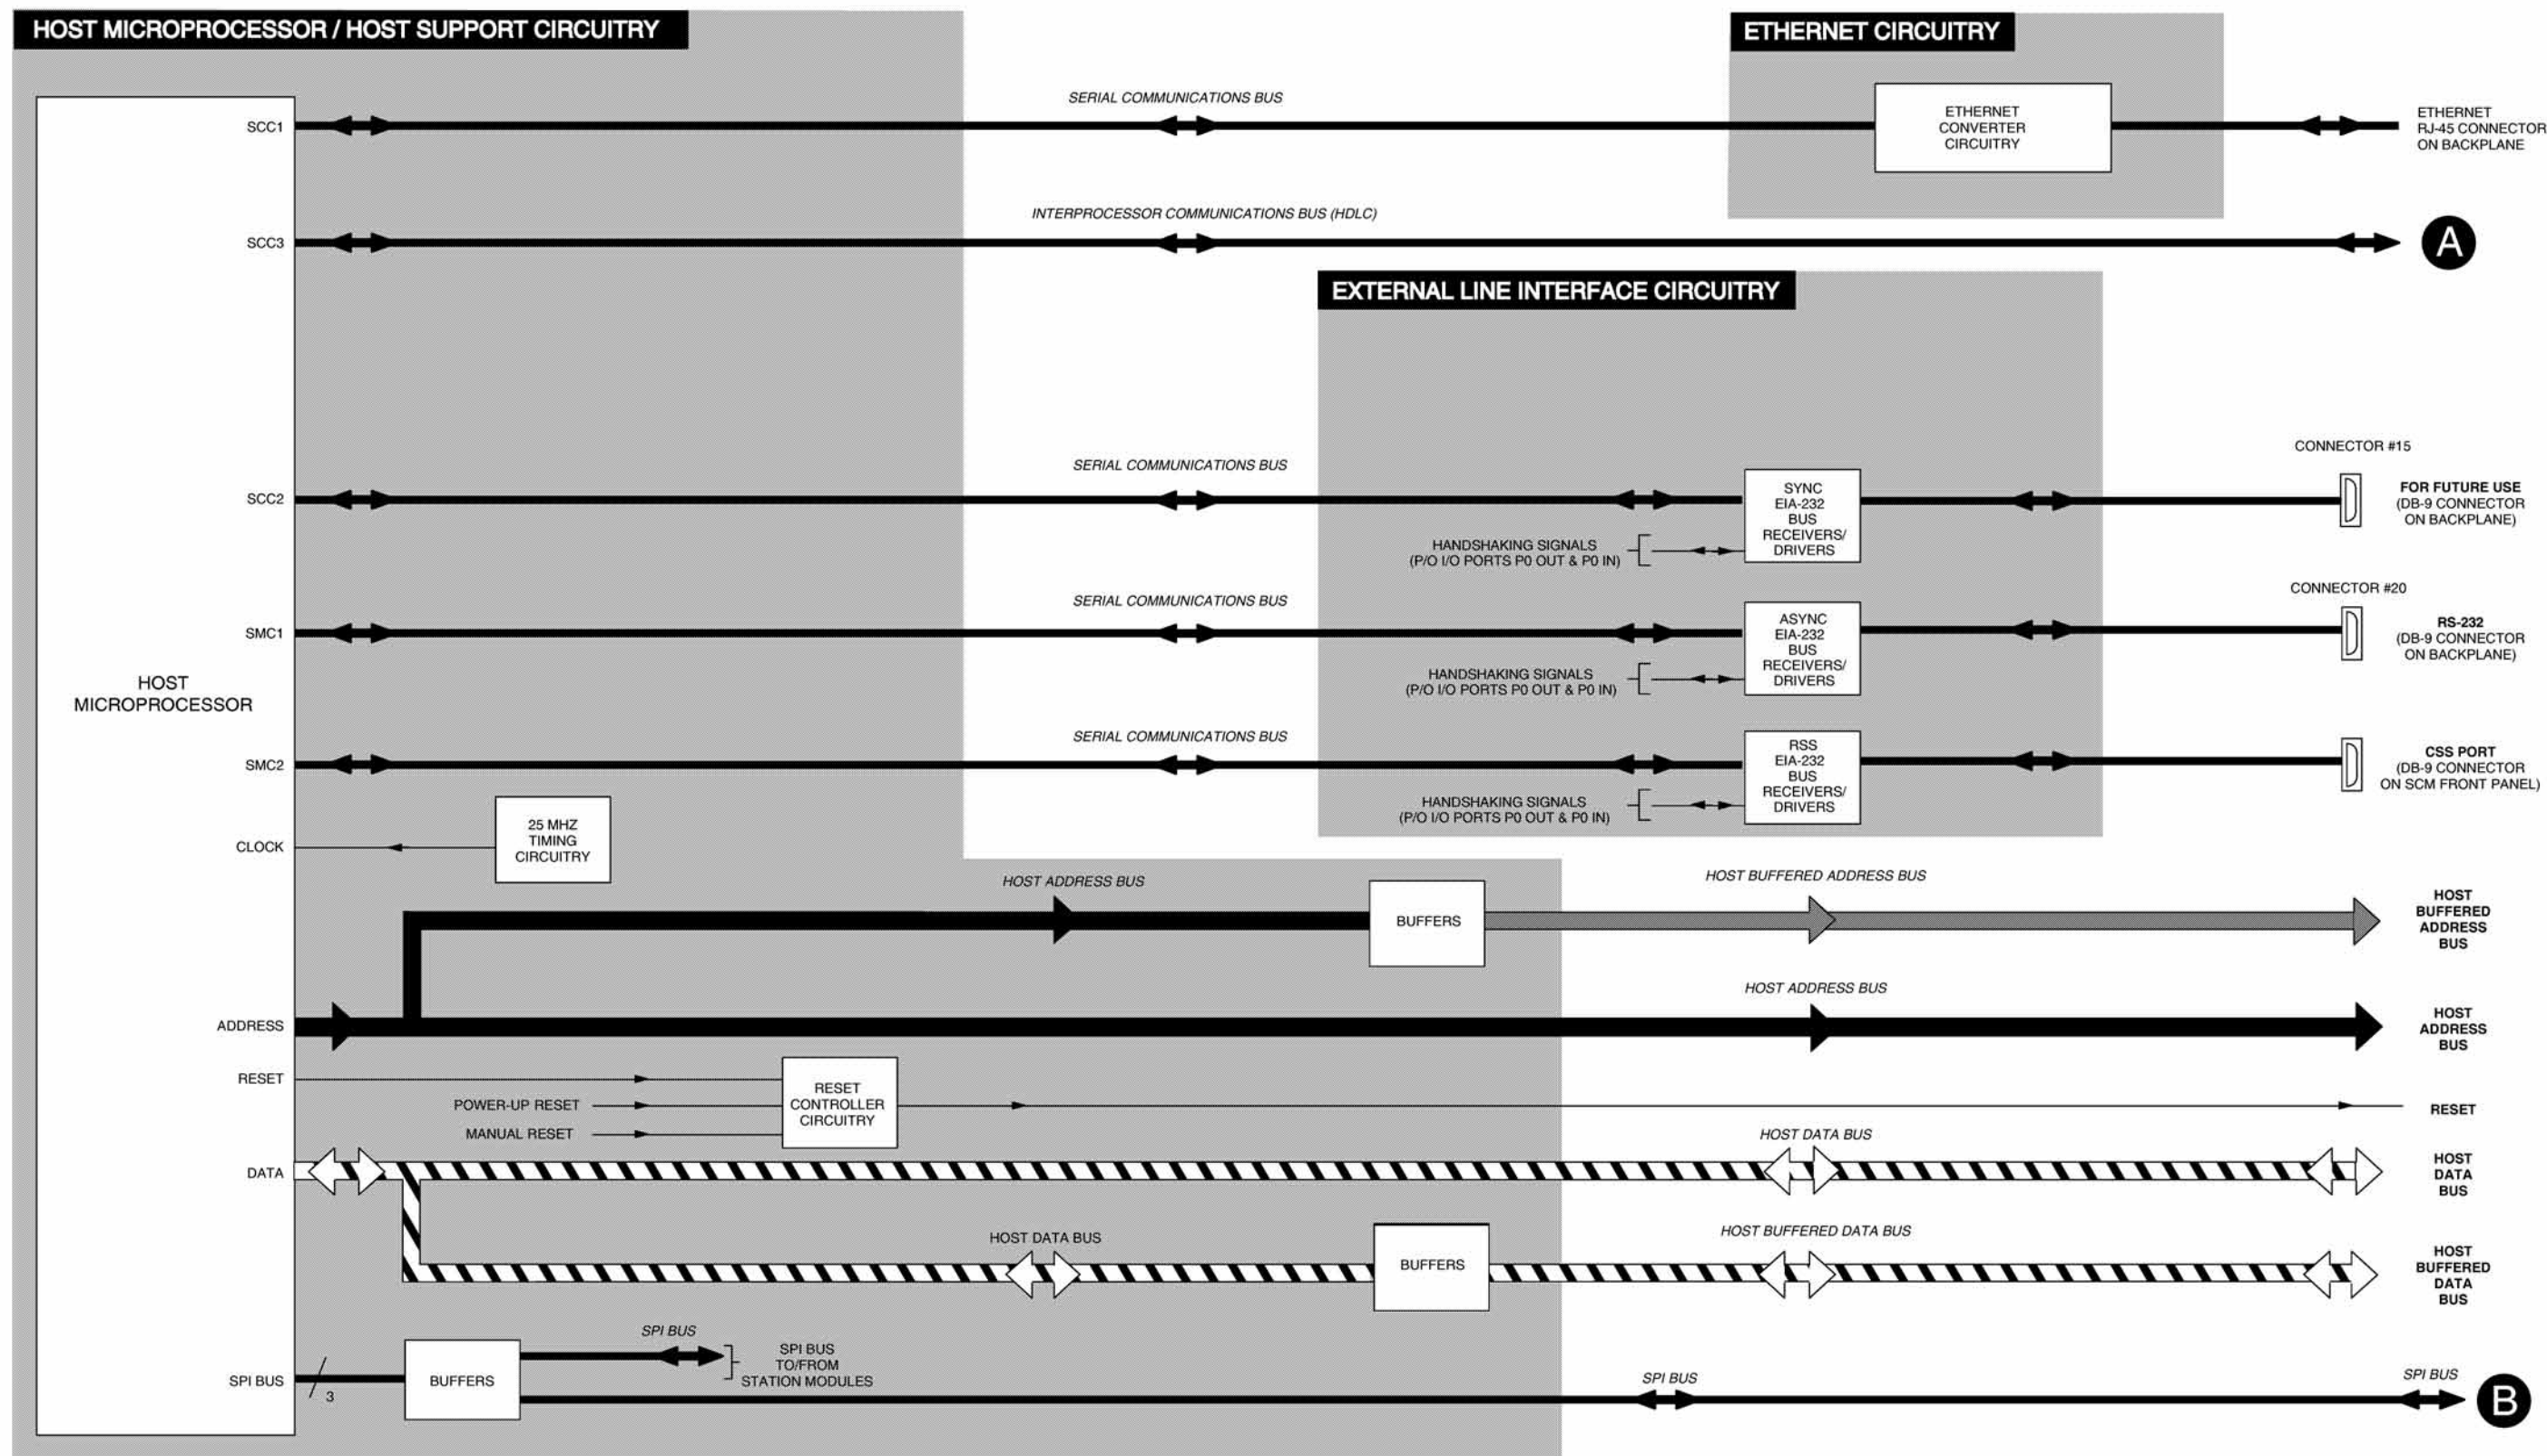 HOST MICROPROCESSOR / HOST SUPPORT CIRCUITRY
ETHERNET CIRCUITRY
SERIAL COMMUNICATIONS BUS
SCC1
ETHERNET
CONVERTER
CIRCUITRY
ETHERNET
RJ-45 CONNECTOR
ON BACKPLANE
INTERPROCESSOR COMMUNICATIONS BUS (HDLC)
SCC3
A
EXTERNAL LINE INTERFACE CIRCUITRY
CONNECTOR #15
SERIAL COMMUNICATIONS BUS
SCC2
SYNC
EIA-232
BUS
RECEIVERS/
DRIVERS
FOR FUTURE USE
(DB-9 CONNECTOR
ON BACKPLANE)
HANDSHAKING SIGNALS
(P/O I/O PORTS P0 OUT & P0 IN)
CONNECTOR #20
SERIAL COMMUNICATIONS BUS
SMC1
ASYNC
EIA-232
BUS
RECEIVERS/
DRIVERS
RS-232
(DB-9 CONNECTOR
ON BACKPLANE)
HANDSHAKING SIGNALS
(P/O I/O PORTS P0 OUT & P0 IN)
HOST
MICROPROCESSOR
SERIAL COMMUNICATIONS BUS
SMC2
RSS
EIA-232
BUS
RECEIVERS/
DRIVERS
CSS PORT
(DB-9 CONNECTOR
ON SCM FRONT PANEL)
HANDSHAKING SIGNALS
(P/O I/O PORTS P0 OUT & P0 IN)
CLOCK
25 MHZ
TIMING
CIRCUITRY
HOST ADDRESS BUS
HOST BUFFERED ADDRESS BUS
BUFFERS
HOST
BUFFERED
ADDRESS
BUS
HOST ADDRESS BUS
ADDRESS
HOST
ADDRESS
BUS
RESET
POWER-UP RESET
MANUAL RESET
RESET
CONTROLLER
CIRCUITRY
RESET
HOST DATA BUS
DATA
HOST
DATA
BUS
HOST DATA BUS
BUFFERS
HOST BUFFERED DATA BUS
HOST
BUFFERED
DATA
BUS
SPI BUS
SPI BUS
TO/FROM
STATION MODULES
SPI BUS
3
BUFFERS
SPI BUS
SPI BUS
B